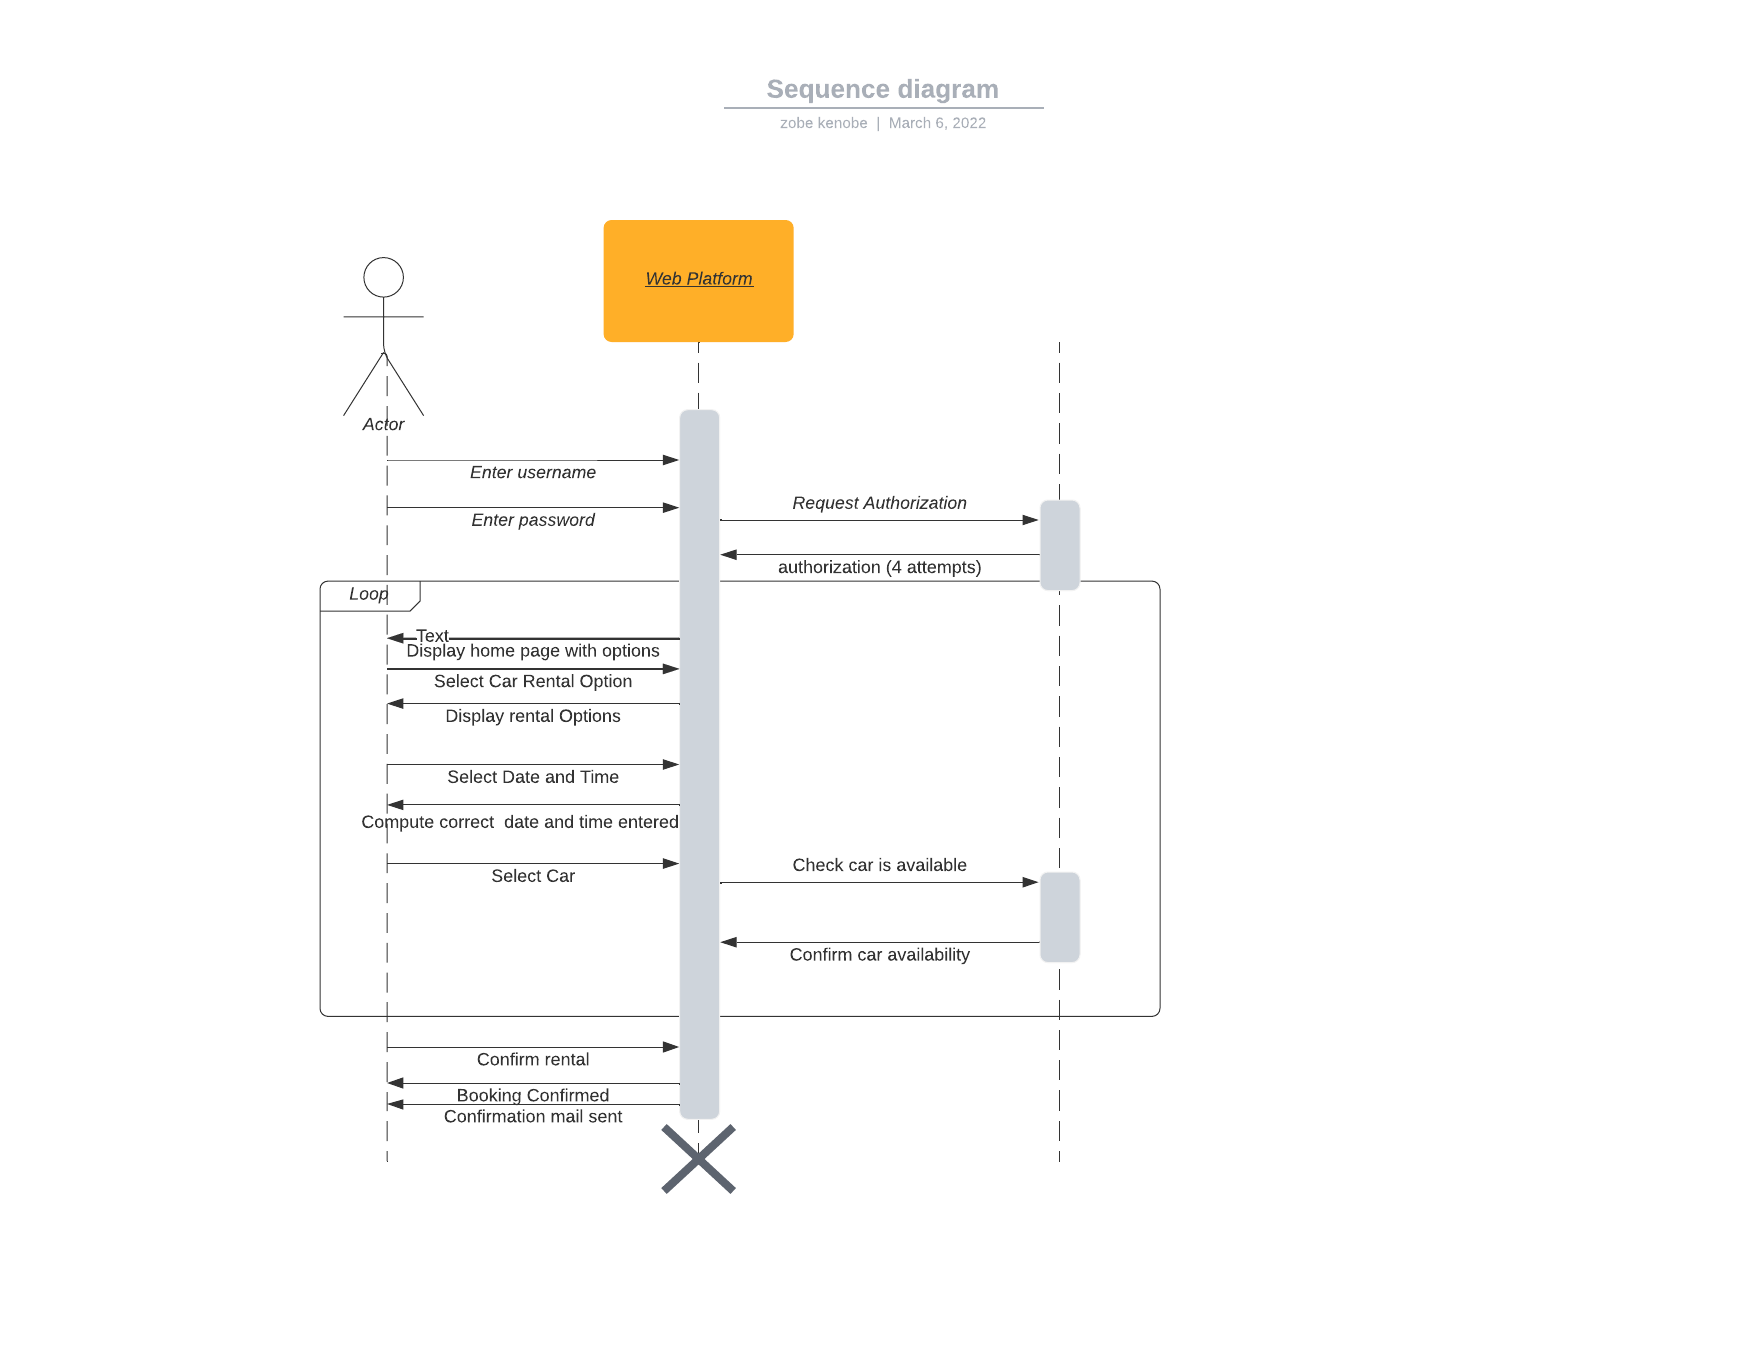 Sequence diagram
zobe kenobe | March 6, 2022
Web Platform
Actor
Enter username
Enter password
Request Authorization
authorization (4 attempts)
Loop
Text
Display home page with options
Select Car Rental Option
Display rental Options
Select Date and Time
Compute correct  date and time entered
Select Car
Check car is available
Confirm car availability
Confirm rental
Booking Confirmed
Confirmation mail sent